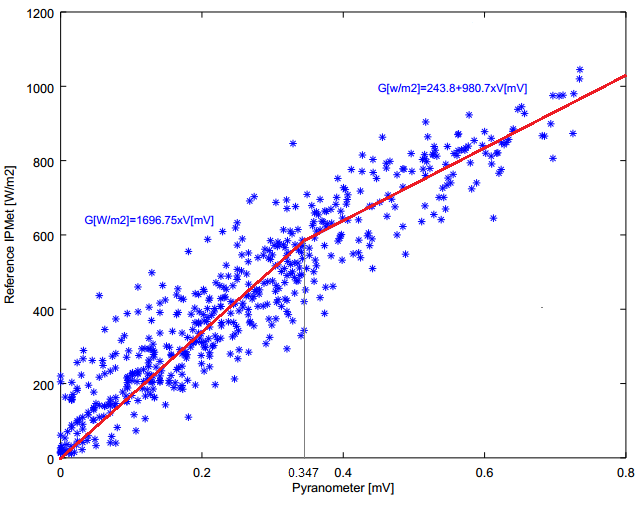 1200
1000
G[w/m2]=243.8+980.7xV[mV]
800
G[W/m2]=1696.75xV[mV]
600
400
200
0
Reference IPMet [W/m2]
0 0.2 0.347 0.4 0.6 0.8
Pyranometer [mV]